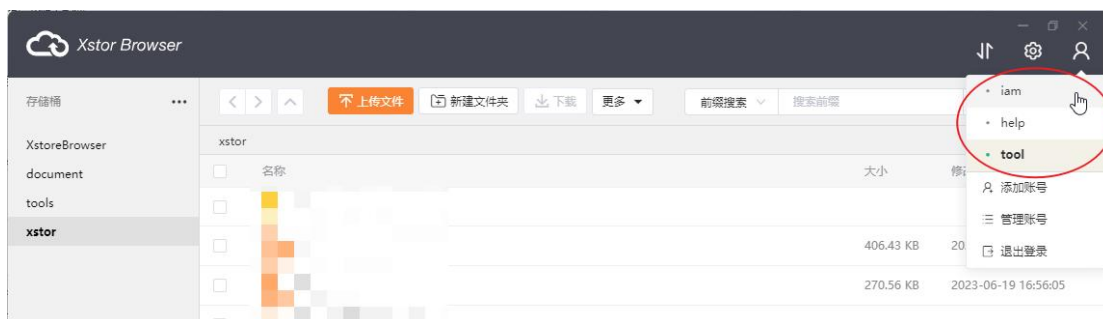 Xstor Browser
存储桶 ••• < > 上传文件 新建文件夹 下载 更多 前缀搜索 搜索前缀
iam
help
tool
添加账号
管理账号
退出登录
XstoreBrowser
document
tools
xstor
xstor
名称 大小
406.43 KB 20
270.56 KB 2023-06-19 16:56:05